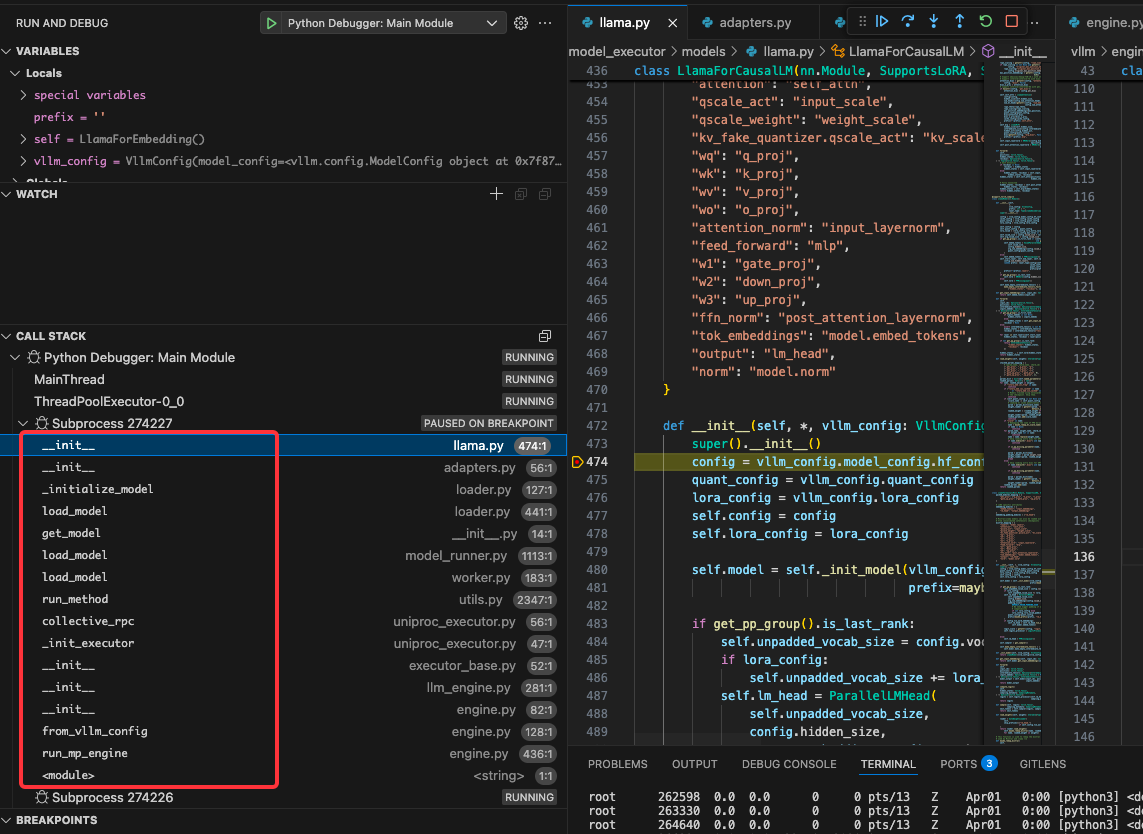 RUN AND DEBUG
Python Debugger: Main Module
VARIABLES
Locals
special variables
prefix = ''
self = LlamaForEmbedding()
vllm_config = VllmConfig(model_config=<vllm.config.ModelConfig object at 0x7f87…
Globals
WATCH
CALL STACK
Python Debugger: Main Module RUNNING
MainThread RUNNING
ThreadPoolExecutor-0_0 RUNNING
Subprocess 274227 PAUSED ON BREAKPOINT
__init__ llama.py 474:1
__init__ adapters.py 56:1
_initialize_model loader.py 127:1
load_model loader.py 441:1
get_model __init__.py 14:1
load_model model_runner.py 1113:1
load_model worker.py 183:1
run_method utils.py 2347:1
collective_rpc uniproc_executor.py 56:1
_init_executor uniproc_executor.py 47:1
__init__ executor_base.py 52:1
__init__ llm_engine.py 281:1
__init__ engine.py 82:1
from_vllm_config engine.py 128:1
run_mp_engine engine.py 436:1
<module> <string> 1:1
Subprocess 274226 RUNNING
BREAKPOINTS
llama.py
adapters.py
model_executor > models > llama.py > LlamaForCausalLM > __init__
436 class LlamaForCausalLM(nn.Module, SupportsLoRA,
453 "attention": "self_attn",
454 "qscale_act": "input_scale",
455 "qscale_weight": "weight_scale",
456 "kv_fake_quantizer.qscale_act": "kv_scale
457 "wq": "q_proj",
458 "wk": "k_proj",
459 "wv": "v_proj",
460 "wo": "o_proj",
461 "attention_norm": "input_layernorm",
462 "feed_forward": "mlp",
463 "w1": "gate_proj",
464 "w2": "down_proj",
465 "w3": "up_proj",
466 "ffn_norm": "post_attention_layernorm",
467 "tok_embeddings": "model.embed_tokens",
468 "output": "lm_head",
469 "norm": "model.norm"
470 }
471
472 def __init__(self, *, vllm_config: VllmConfig
473 super().__init__()
474 config = vllm_config.model_config.hf_conf
475 quant_config = vllm_config.quant_config
476 lora_config = vllm_config.lora_config
477 self.config = config
478 self.lora_config = lora_config
479
480 self.model = self._init_model(vllm_config
481 prefix=mayb
482
483 if get_pp_group().is_last_rank:
484 self.unpadded_vocab_size = config.voc
485 if lora_config:
486 self.unpadded_vocab_size += lora_
487 self.lm_head = ParallelLMHead(
488 self.unpadded_vocab_size,
489 config.hidden_size,
engine.py
vllm > engin
43 cla
110
111
112
113
114
115
116
117
118
119
120
121
122
123
124
125
126
127
128
129
130
131
132
133
134
135
136
137
138
139
140
141
142
143
144
145
146
PROBLEMS OUTPUT DEBUG CONSOLE TERMINAL PORTS 3 GITLENS
root 262598 0.0 0.0 0 0 pts/13 Z Apr01 0:00 [python3] <de
root 263330 0.0 0.0 0 0 pts/13 Z Apr01 0:00 [python3] <de
root 264640 0.0 0.0 0 0 pts/13 Z Apr01 0:00 [python3] <de